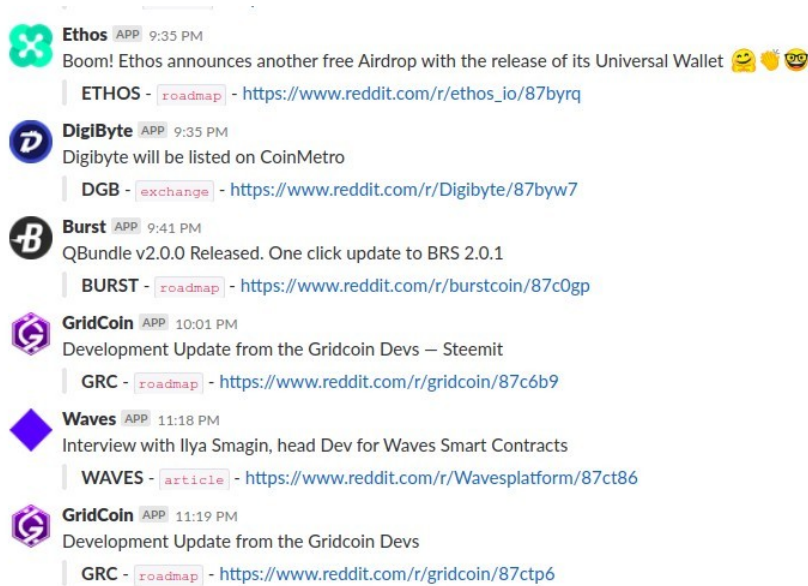 Ethos APP 9:35 PM
Boom! Ethos announces another free Airdrop with the release of its Universal Wallet 🤗 👏 🤓
ETHOS - roadmap - https://www.reddit.com/r/ethos_io/87byrq
DigiByte APP 9:35 PM
Digibyte will be listed on CoinMetro
DGB - exchange - https://www.reddit.com/r/Digibyte/87byw7
Burst APP 9:41 PM
QBundle v2.0.0 Released. One click update to BRS 2.0.1
BURST - roadmap - https://www.reddit.com/r/burstcoin/87c0gp
GridCoin APP 10:01 PM
Development Update from the Gridcoin Devs — Steemit
GRC - roadmap - https://www.reddit.com/r/gridcoin/87c6b9
Waves APP 11:18 PM
Interview with Ilya Smagin, head Dev for Waves Smart Contracts
WAVES - article - https://www.reddit.com/r/Wavesplatform/87ct86
GridCoin APP 11:19 PM
Development Update from the Gridcoin Devs
GRC - roadmap - https://www.reddit.com/r/gridcoin/87ctp6